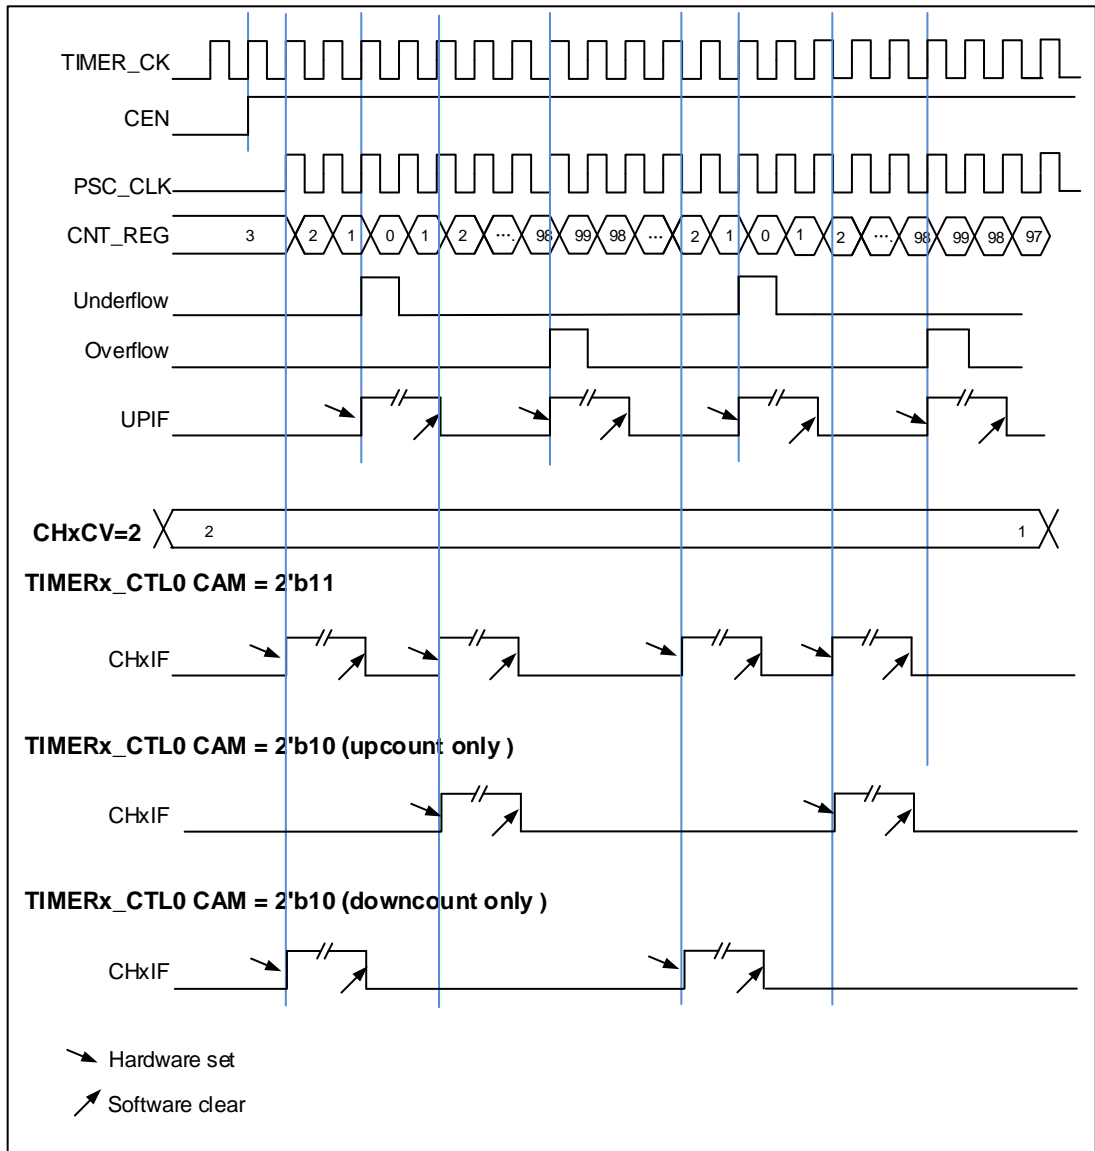 TIMER_CK
CEN
PSC_CLK
CNT_REG 3 2 1 0 1 2 .... 98 99 98 ... 2 1 0 1 2 .... 98 99 98 97
Underflow
Overflow
UPIF
CHxCV=2 2 1
TIMERx_CTL0 CAM = 2'b11
CHxIF
TIMERx_CTL0 CAM = 2'b10 (upcount only )
CHxIF
TIMERx_CTL0 CAM = 2'b10 (downcount only )
CHxIF
Hardware set
Software clear